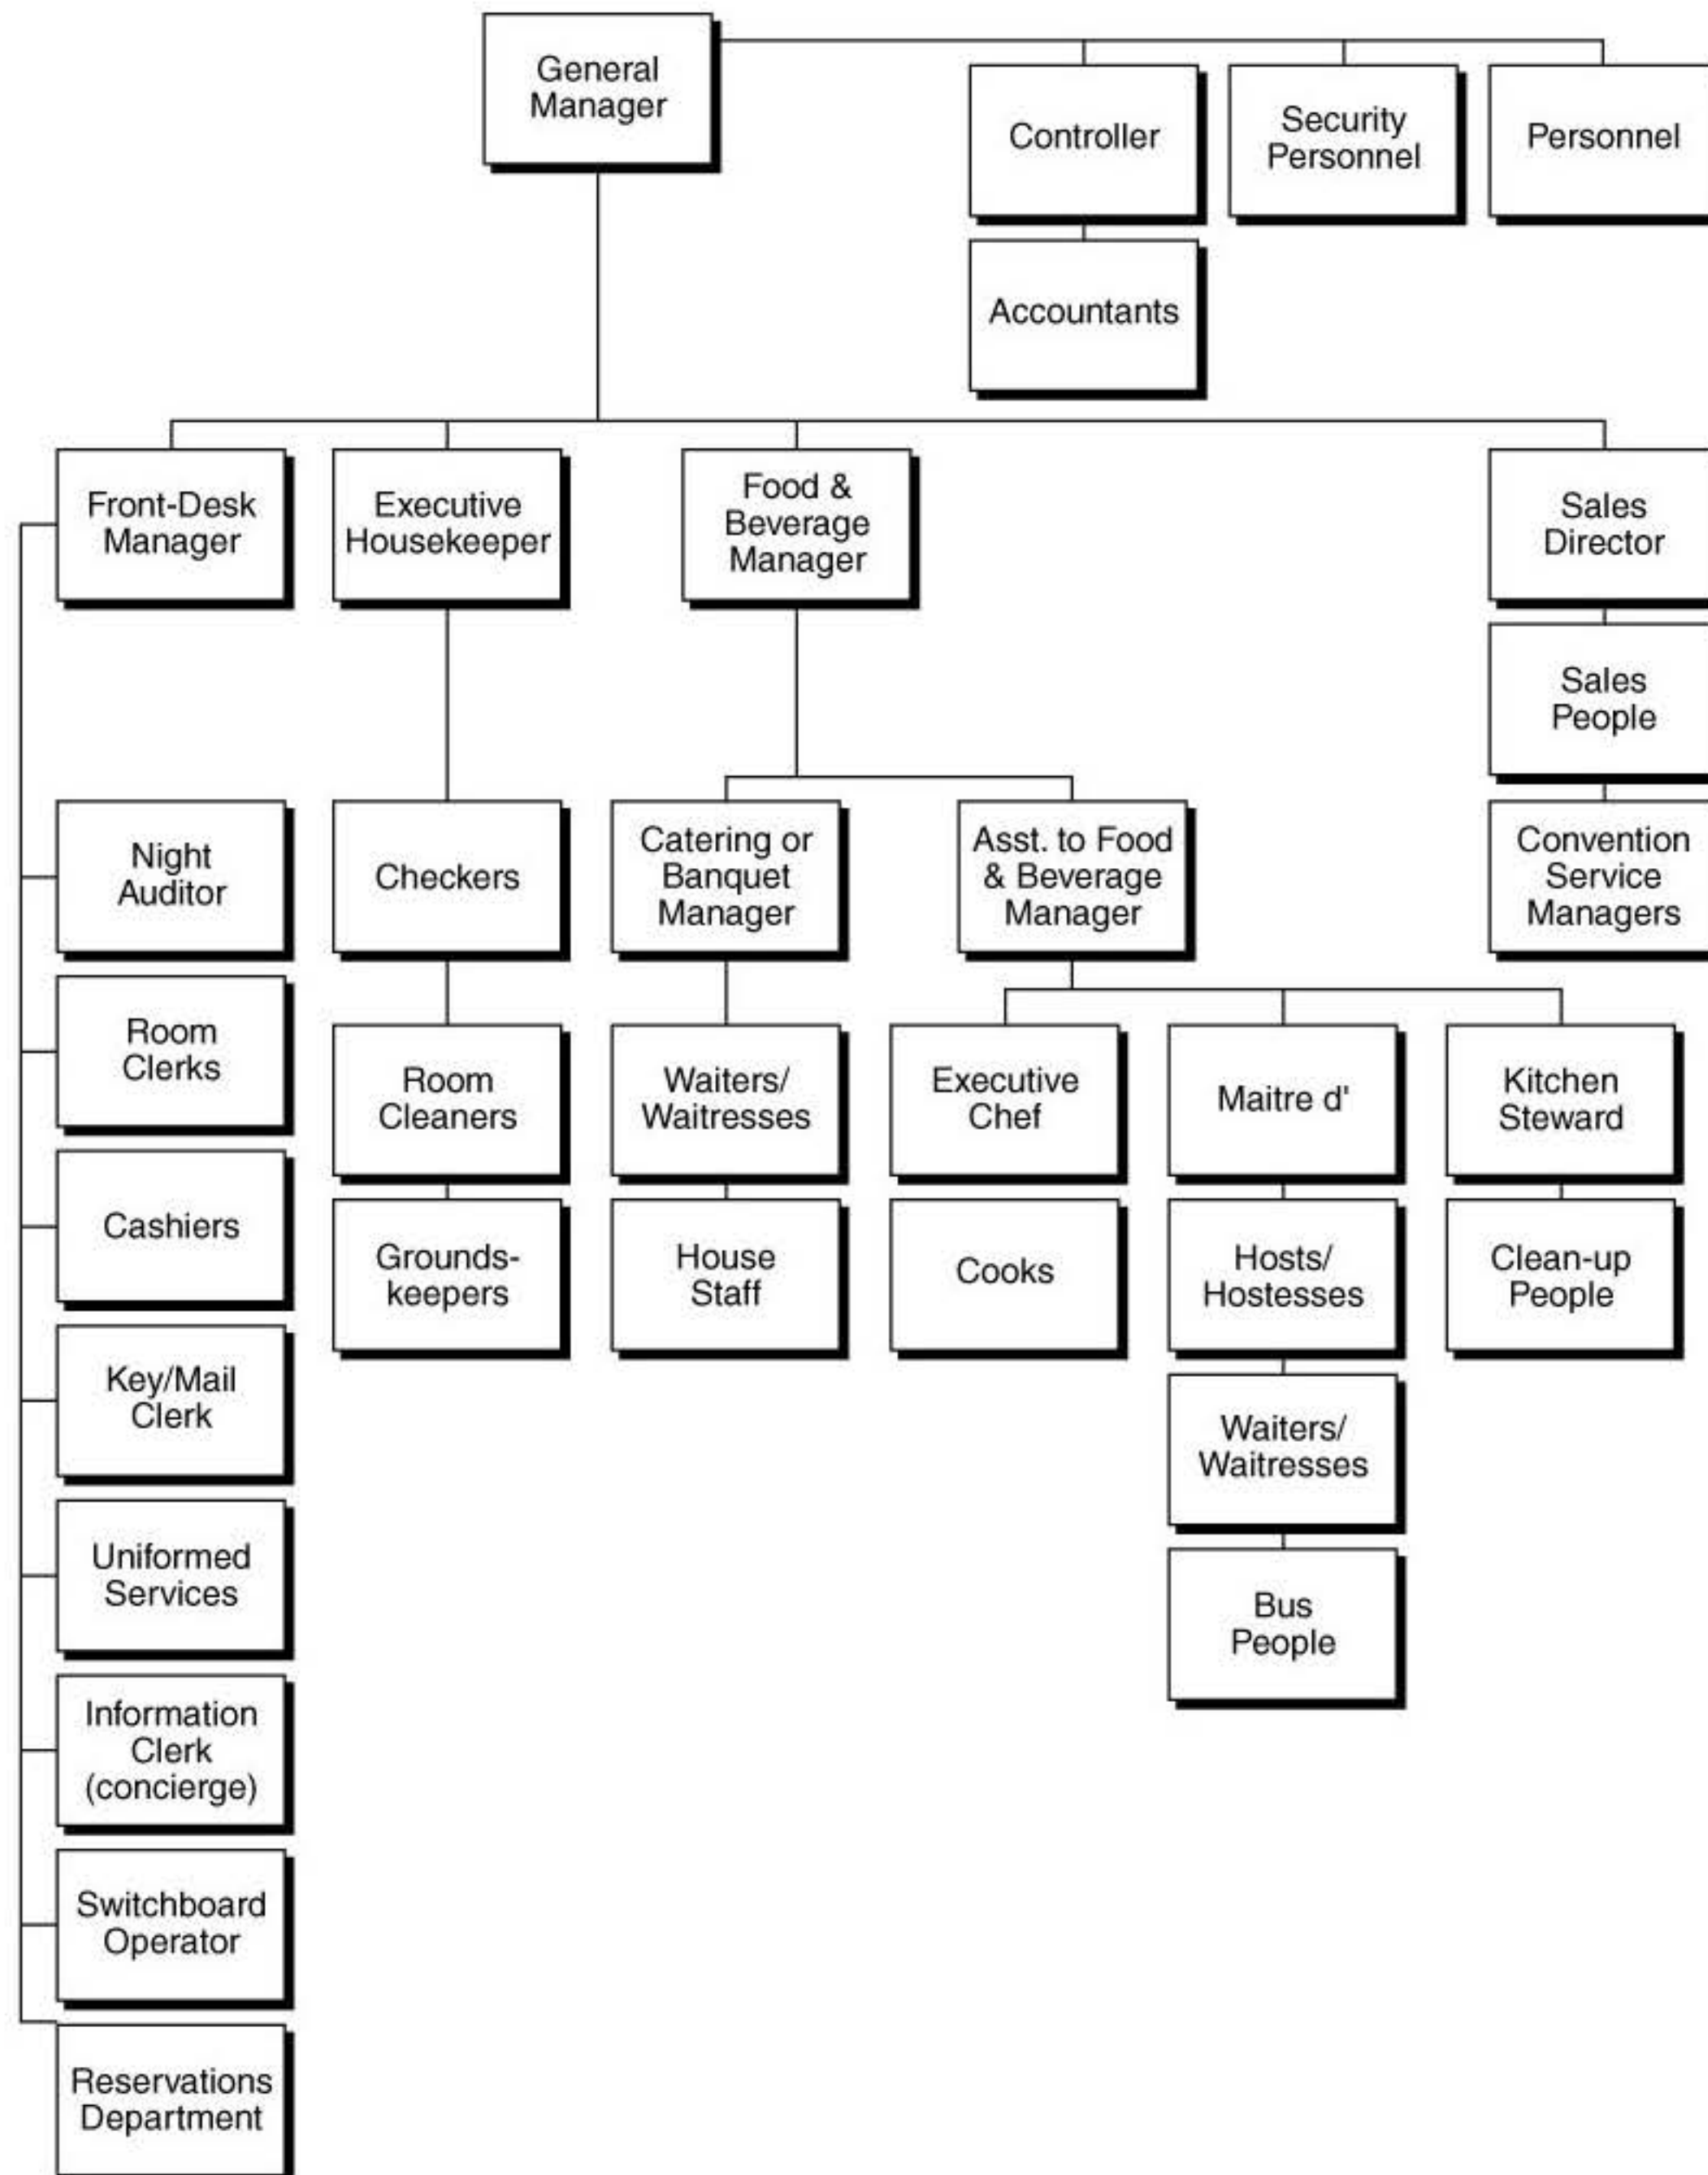 General
Manager
Controller
Security
Personnel
Personnel
Accountants
Front-Desk
Manager
Executive
Housekeeper
Food &
Beverage
Manager
Sales
Director
Sales
People
Night
Auditor
Checkers
Catering or
Banquet
Manager
Asst. to Food
& Beverage
Manager
Convention
Service
Managers
Room
Clerks
Room
Cleaners
Waiters/
Waitresses
Executive
Chef
Maitre d'
Kitchen
Steward
Cashiers
Grounds-
keepers
House
Staff
Cooks
Hosts/
Hostesses
Clean-up
People
Key/Mail
Clerk
Waiters/
Waitresses
Uniformed
Services
Bus
People
Information
Clerk
(concierge)
Switchboard
Operator
Reservations
Department